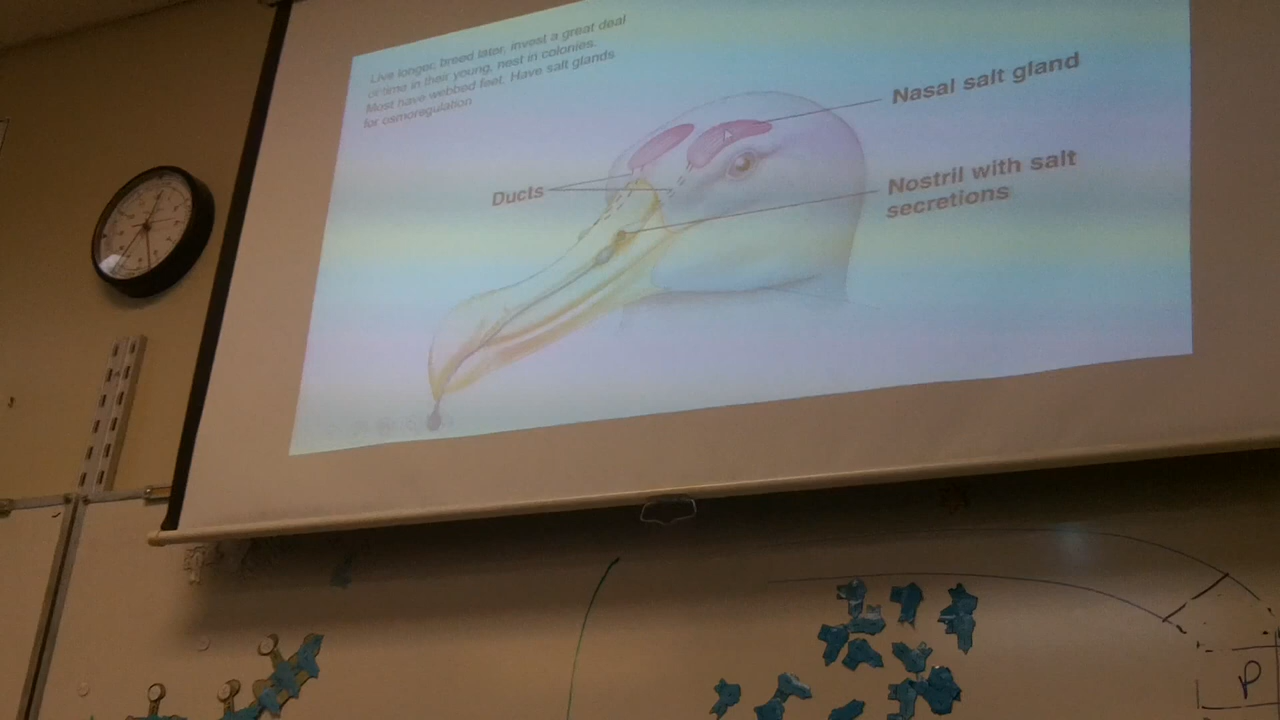 Live longer, breed later, invest a great deal
of time in their young, nest in colonies.
Most have webbed feet. Have salt glands
for osmoregulation
Nasal salt gland
Ducts
Nostril with salt
secretions
P